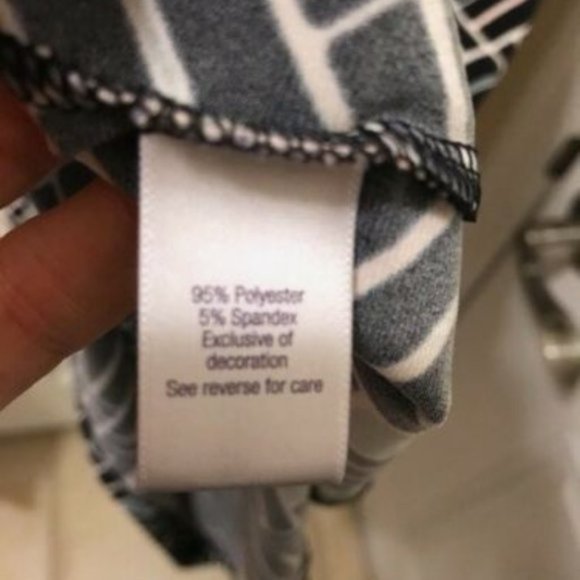 95% Polyester
5% Spandex
Exclusive of
decoration
See reverse for care